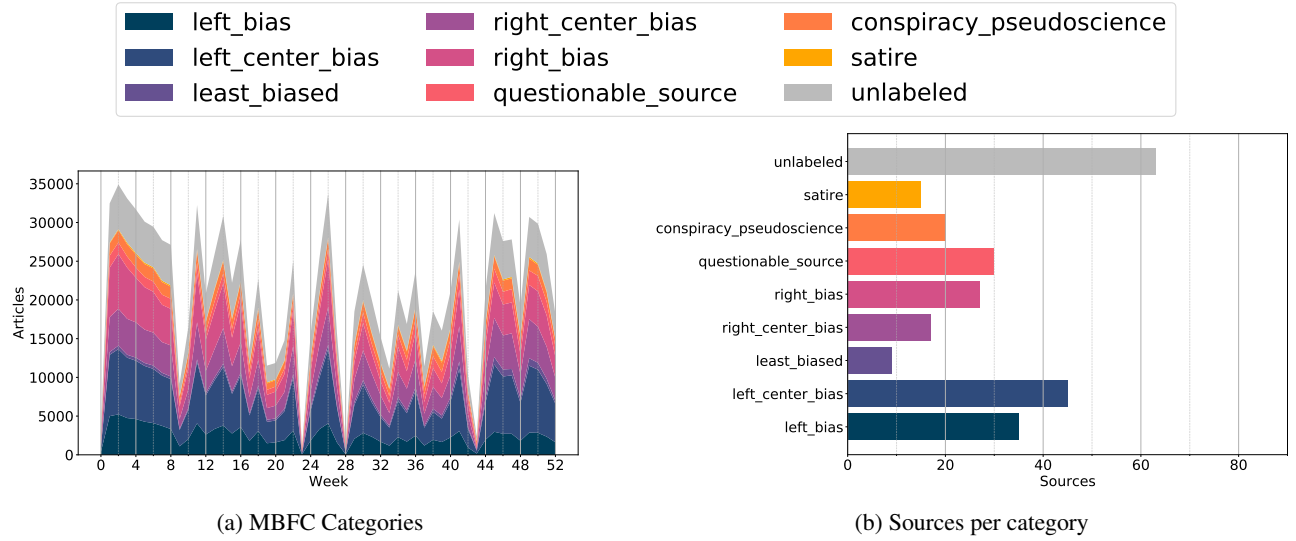 left_bias
left_center_bias
least_biased
right_center_bias
right_bias
questionable_source
conspiracy_pseudoscience
satire
unlabeled
35000
30000
25000
20000
15000
10000
5000
0
Articles
0 4 8 12 16 20 24 28 32 36 40 44 48 52
Week
(a) MBFC Categories
unlabeled
satire
conspiracy_pseudoscience
questionable_source
right_bias
right_center_bias
least_biased
left_center_bias
left_bias
0 20 40 60 80
Sources
(b) Sources per category